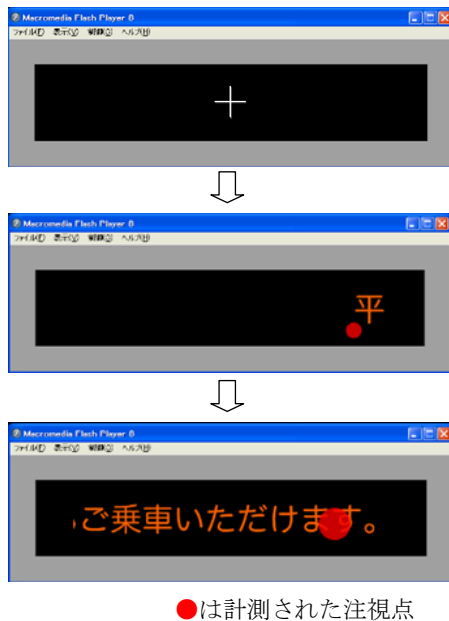 Macromedia Flash Player 8
ファイル(F) 表示(V) 制御(C) ヘルプ(H)
Macromedia Flash Player 8
ファイル(F) 表示(V) 制御(C) ヘルプ(H)
平
Macromedia Flash Player 8
ファイル(F) 表示(V) 制御(C) ヘルプ(H)
ご乗車いただけます。
●は計測された注視点